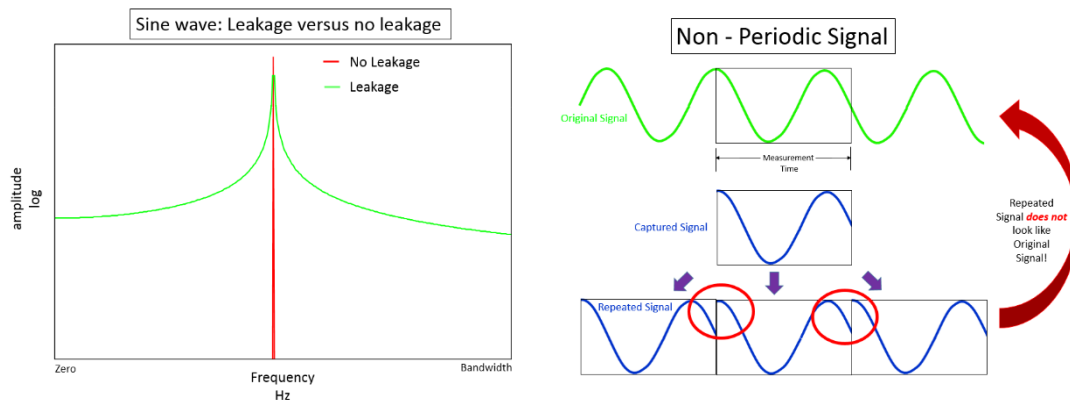 Sine wave: Leakage versus no leakage
No Leakage
Leakage
amplitude
log
Zero
Frequency
Hz
Bandwidth
Non - Periodic Signal
Original Signal
Measurement
Time
Captured Signal
Repeated
Signal does not
look like
Original
Signal!
Repeated Signal